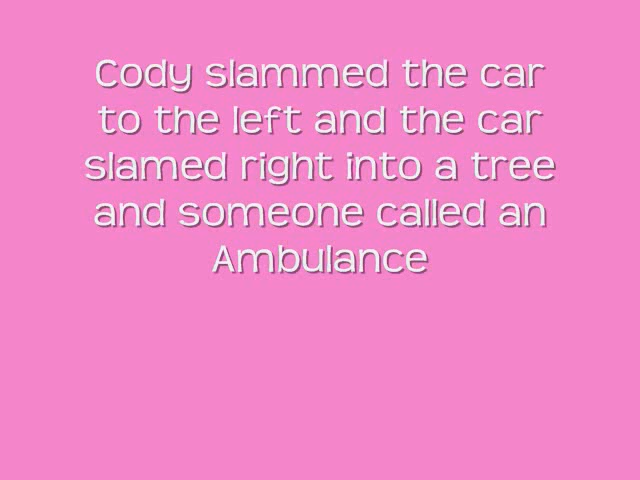 Cody slammed the car
to the left and the car
slamed right into a tree
and someone called an
Ambulance